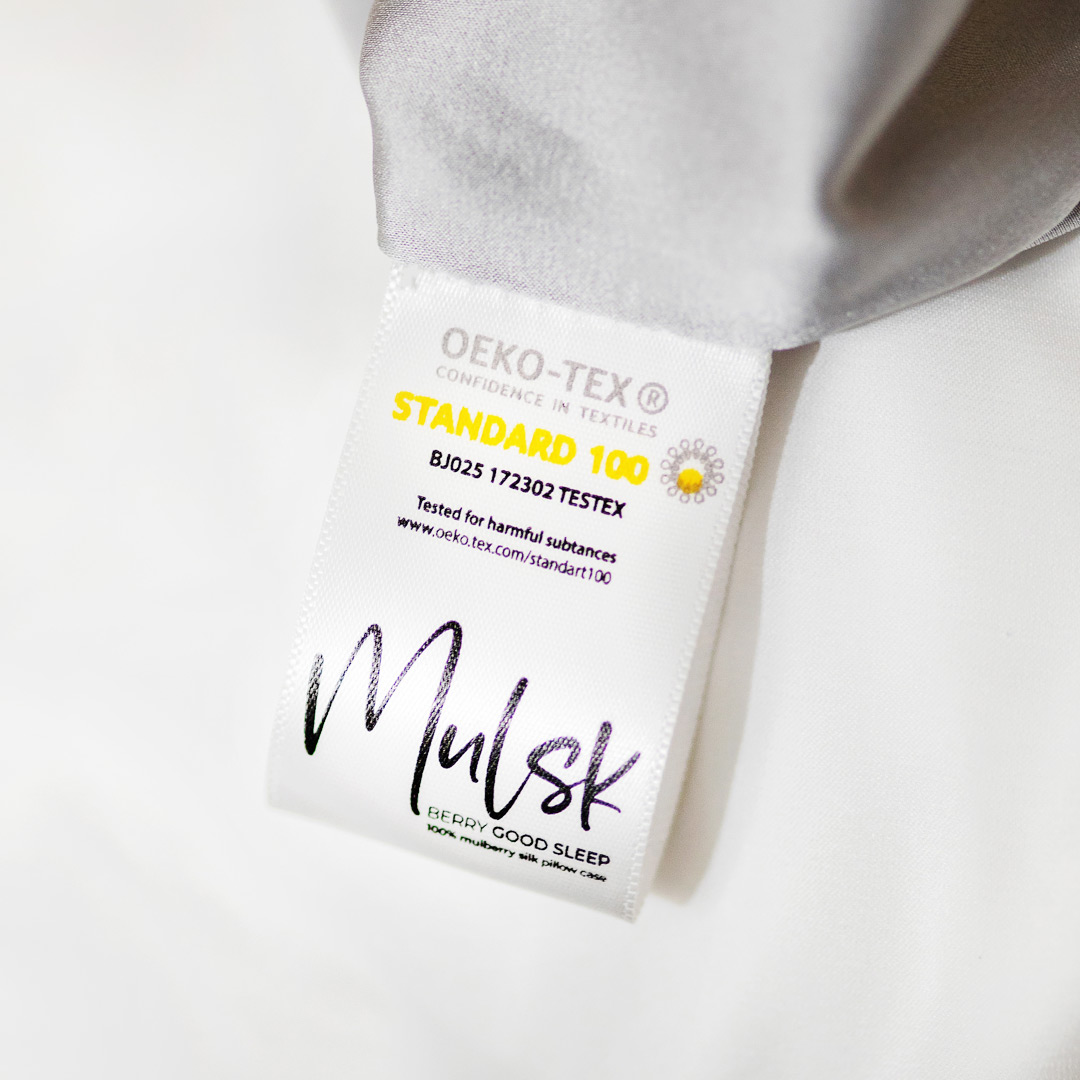 OEKO-TEX®
CONFIDENCE IN TEXTILES
STANDARD 100
BJ025 172302 TESTEX
Tested for harmful subtances
www.oeko.tex.com/standart100
Mulsk
BERRY GOOD SLEEP
100% mulberry silk pillow case